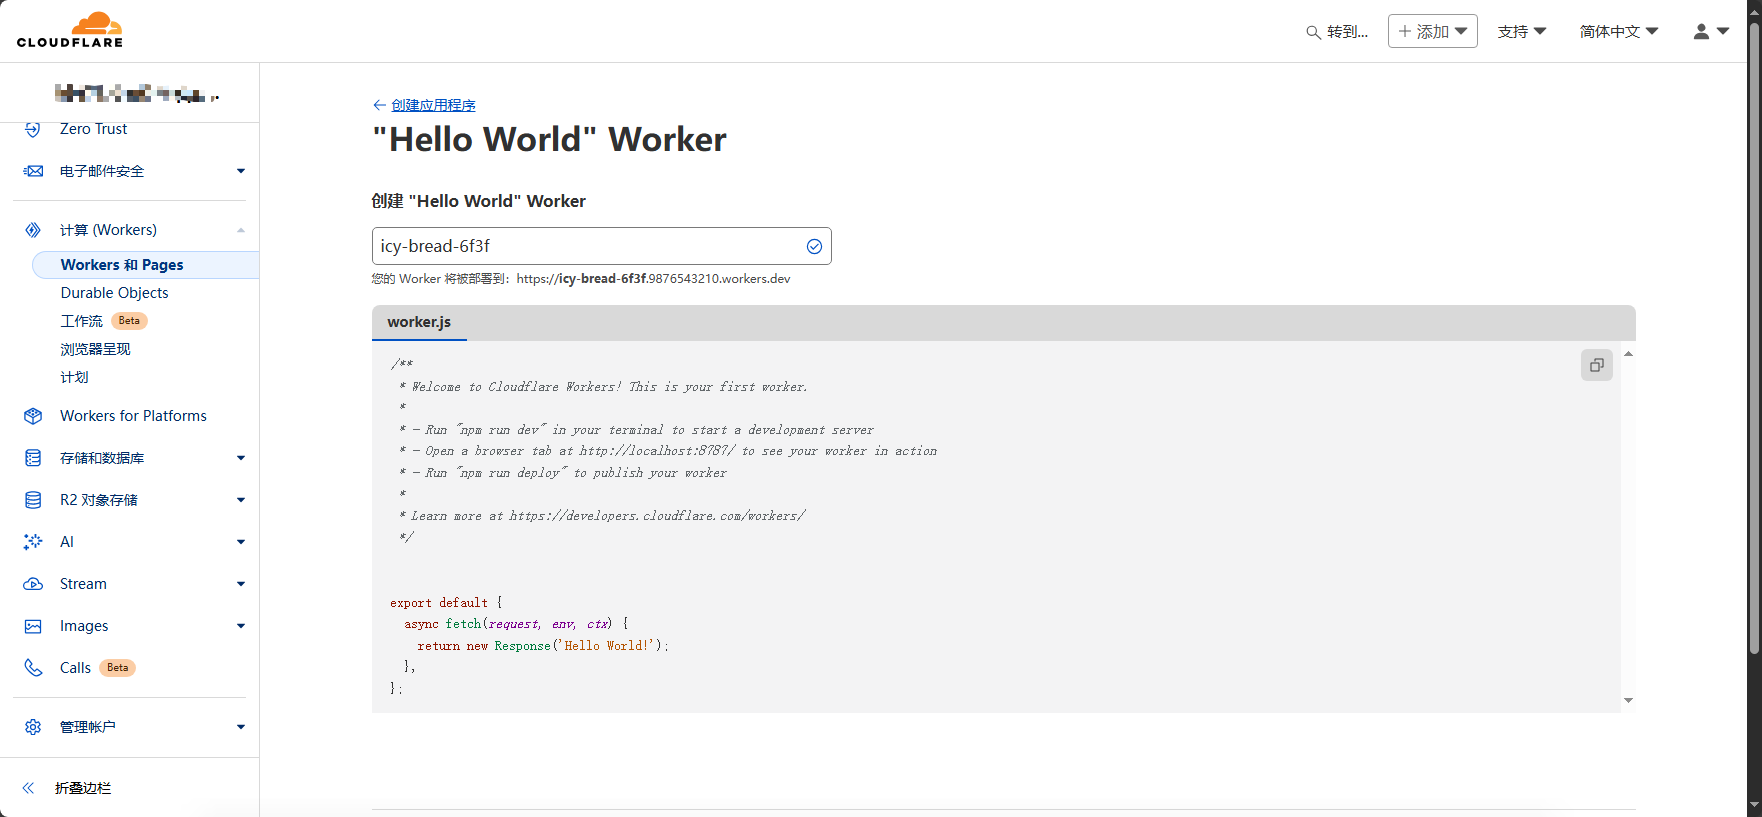 CLOUDFLARE
转到...
添加
支持
简体中文
Zero Trust
电子邮件安全
计算 (Workers)
Workers 和 Pages
Durable Objects
工作流 Beta
浏览器呈现
计划
Workers for Platforms
存储和数据库
R2 对象存储
AI
Stream
Images
Calls Beta
管理帐户
折叠边栏
← 创建应用程序
"Hello World" Worker
创建 "Hello World" Worker
icy-bread-6f3f
您的 Worker 将被部署到：https://icy-bread-6f3f.9876543210.workers.dev
worker.js
/**
 * Welcome to Cloudflare Workers! This is your first worker.
 *
 * - Run "npm run dev" in your terminal to start a development server
 * - Open a browser tab at http://localhost:8787/ to see your worker in action
 * - Run "npm run deploy" to publish your worker
 *
 * Learn more at https://developers.cloudflare.com/workers/
 */
export default {
  async fetch(request, env, ctx) {
    return new Response('Hello World!');
  },
};